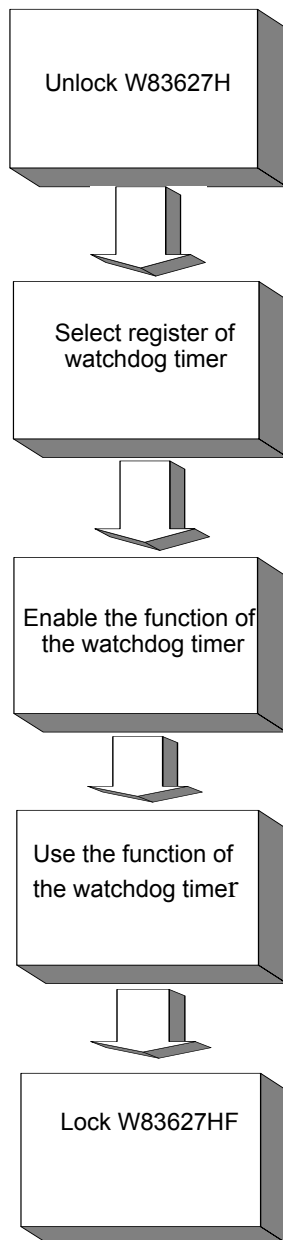 Unlock W83627H
Select register of
watchdog timer
Enable the function of
the watchdog timer
Use the function of
the watchdog timer
Lock W83627HF